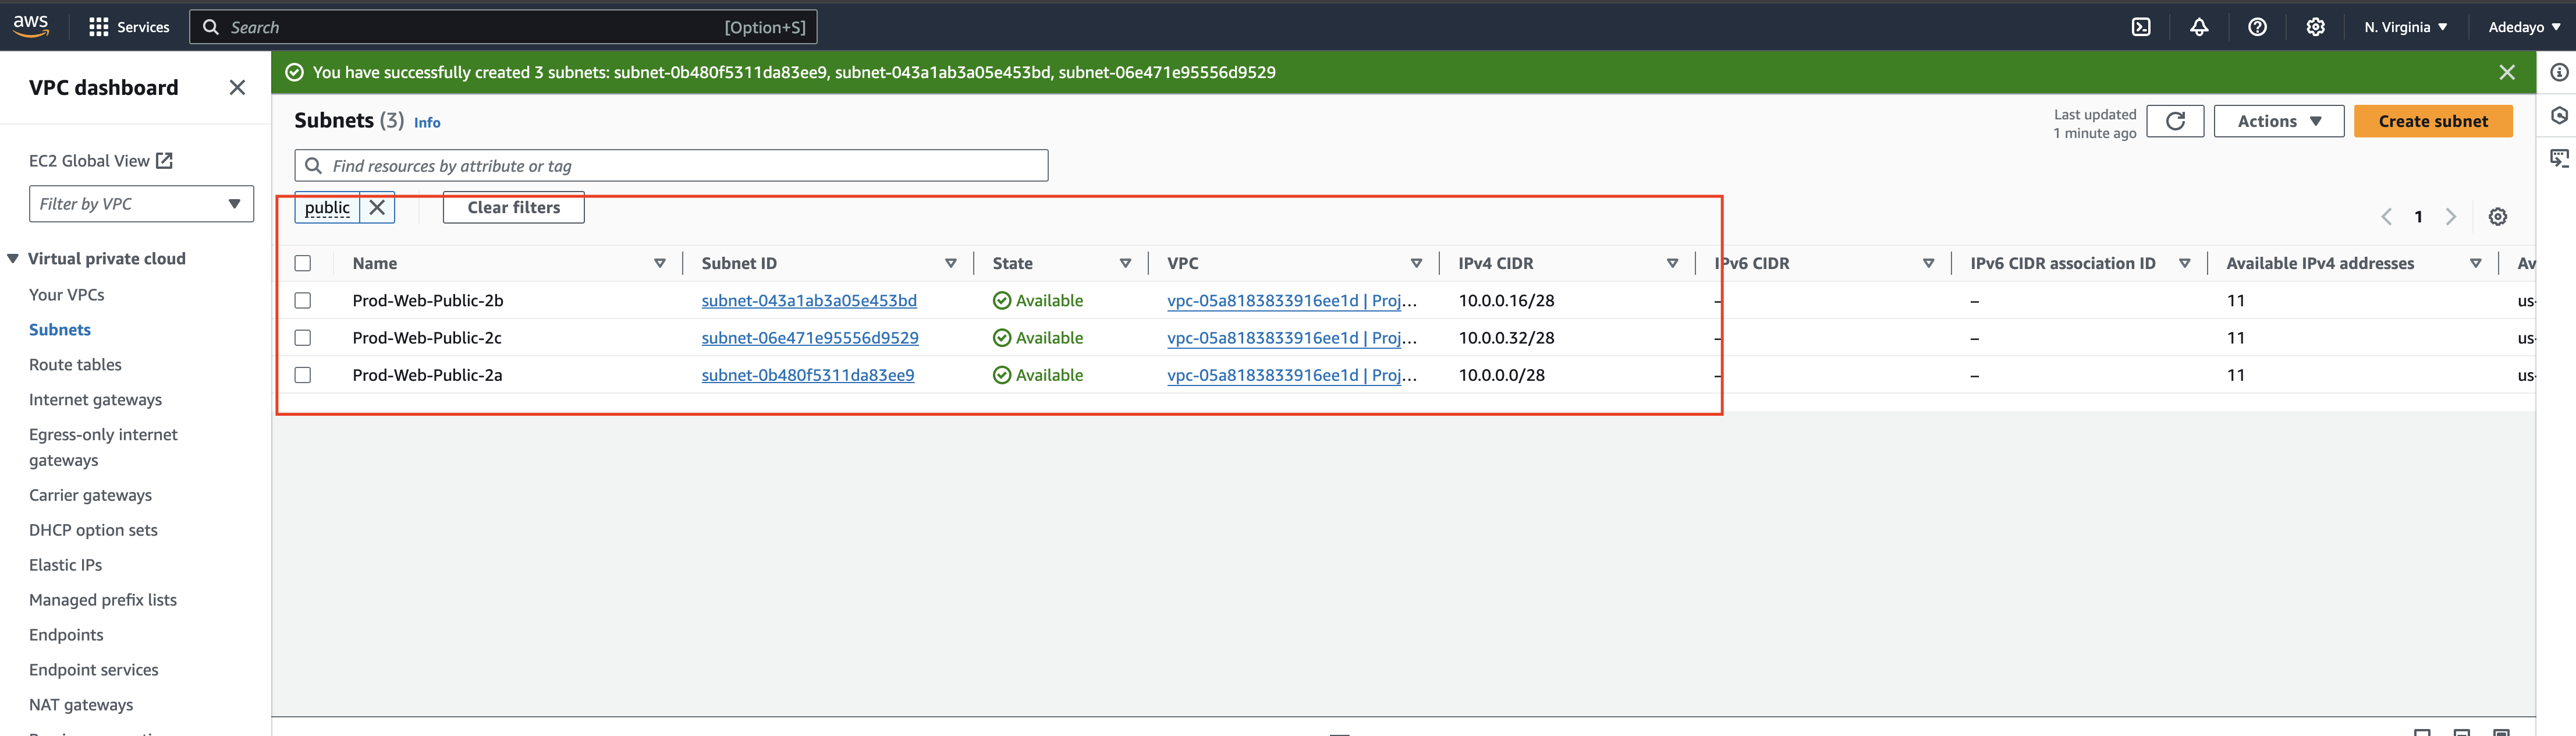 aws
Services
Search
[Option+S]
N. Virginia
Adedayo
VPC dashboard
You have successfully created 3 subnets: subnet-0b480f5311da83ee9, subnet-043a1ab3a05e453bd, subnet-06e471e95556d9529
EC2 Global View
Filter by VPC
Virtual private cloud
Your VPCs
Subnets
Route tables
Internet gateways
Egress-only internet
gateways
Carrier gateways
DHCP option sets
Elastic IPs
Managed prefix lists
Endpoints
Endpoint services
NAT gateways
Subnets (3) Info
Last updated
1 minute ago
Actions
Create subnet
Find resources by attribute or tag
public
Clear filters
1
Name Subnet ID State VPC IPv4 CIDR IPv6 CIDR IPv6 CIDR association ID Available IPv4 addresses Av
Prod-Web-Public-2b subnet-043a1ab3a05e453bd Available vpc-05a8183833916ee1d | Proj... 10.0.0.16/28 – – 11 us-
Prod-Web-Public-2c subnet-06e471e95556d9529 Available vpc-05a8183833916ee1d | Proj... 10.0.0.32/28 – – 11 us-
Prod-Web-Public-2a subnet-0b480f5311da83ee9 Available vpc-05a8183833916ee1d | Proj... 10.0.0.0/28 – – 11 us-